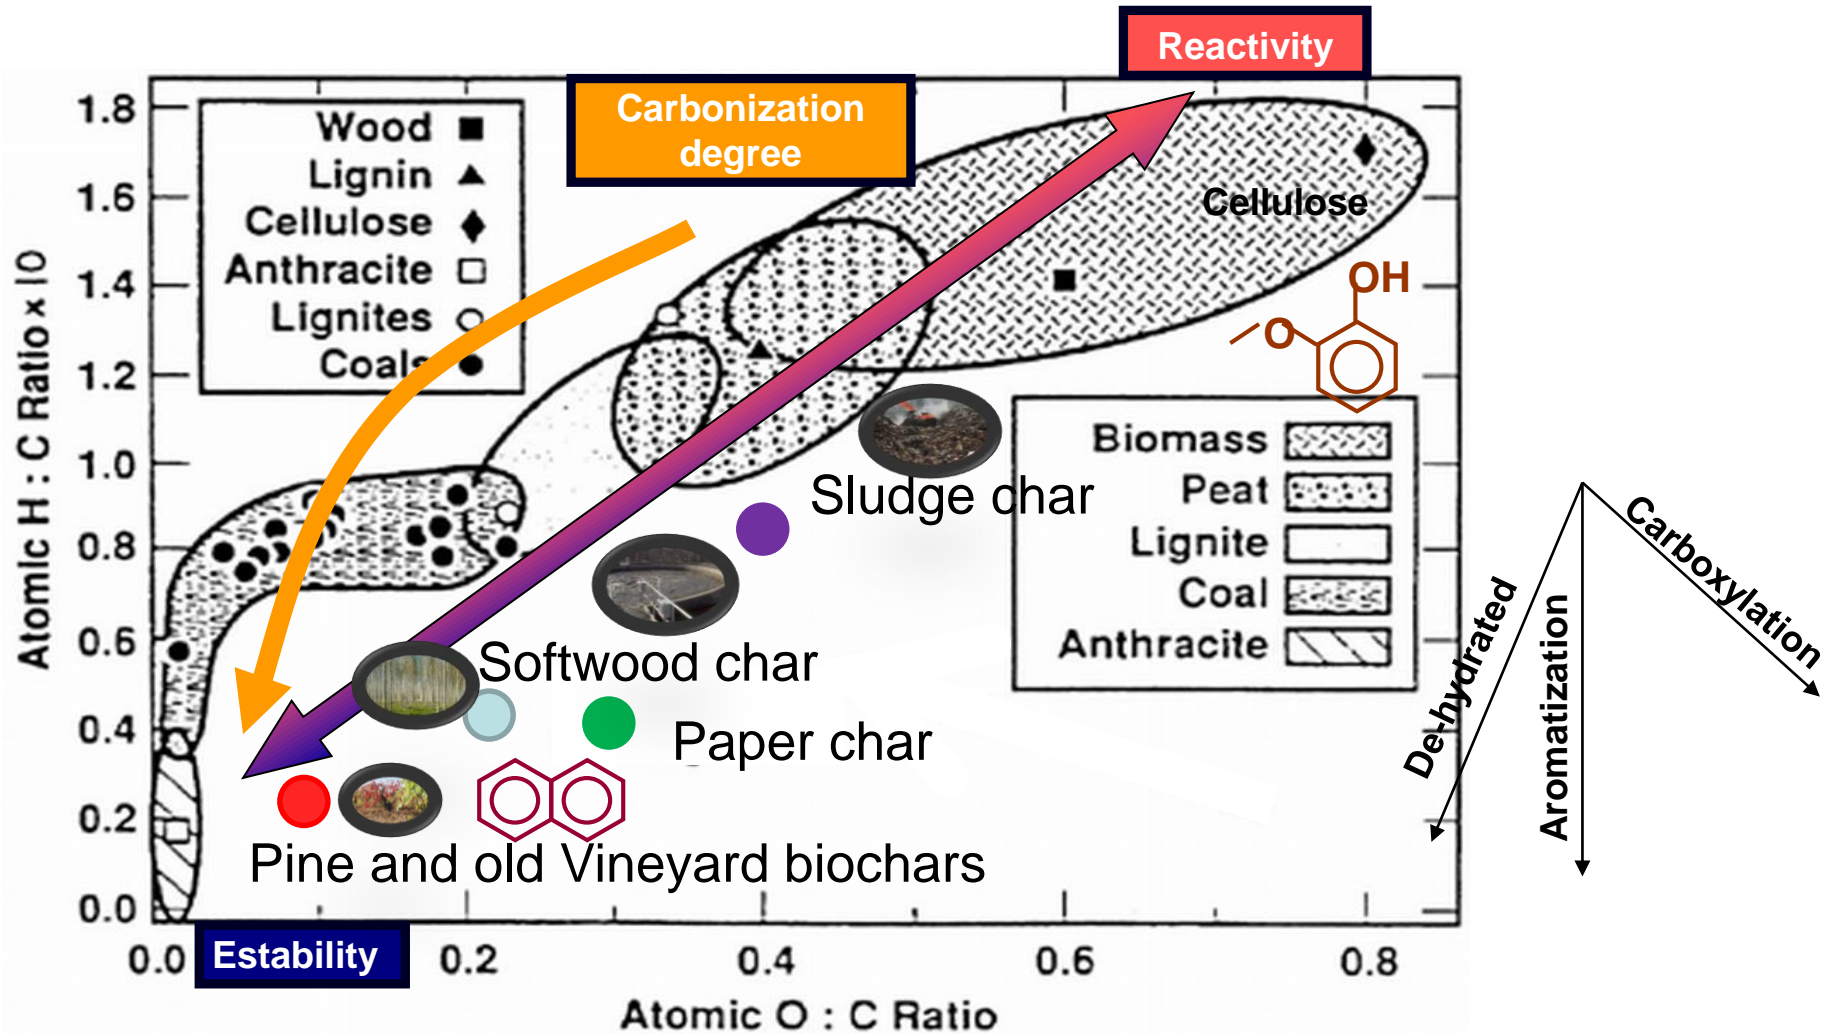 Reactivity
Carbonization
degree
1.8
1.6
1.4
1.2
1.0
0.8
0.6
0.4
0.2
0.0
Atomic H : C Ratio × 10
Wood
Lignin
Cellulose
Anthracite
Lignites
Coals
Cellulose
OH
O
Biomass
Peat
Lignite
Coal
Anthracite
Sludge char
Softwood char
Paper char
Pine and old Vineyard biochars
De-hydrated
Aromatization
Carboxylation
Estability
0.0
0.2
0.4
0.6
0.8
Atomic O : C Ratio